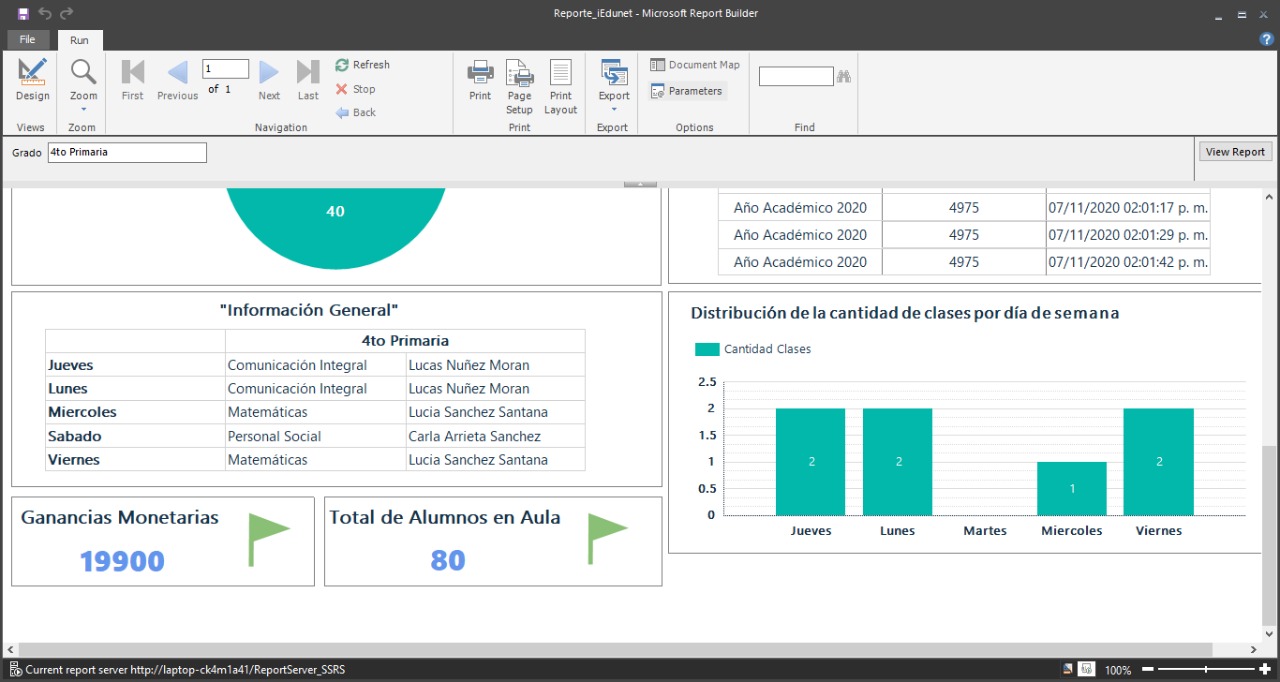 Reporte_iEdunet - Microsoft Report Builder
File
Run
Design
Views
Zoom
Zoom
First
Previous
1
of 1
Next
Last
Refresh
Stop
Back
Navigation
Print
Page Setup
Print Layout
Print
Export
Export
Document Map
Parameters
Options
Find
Grado 4to Primaria
View Report
40
Año Académico 2020 4975 07/11/2020 02:01:17 p. m.
Año Académico 2020 4975 07/11/2020 02:01:29 p. m.
Año Académico 2020 4975 07/11/2020 02:01:42 p. m.
"Información General"
4to Primaria
Jueves Comunicación Integral Lucas Nuñez Moran
Lunes Comunicación Integral Lucas Nuñez Moran
Miercoles Matemáticas Lucia Sanchez Santana
Sabado Personal Social Carla Arrieta Sanchez
Viernes Matemáticas Lucia Sanchez Santana
Distribución de la cantidad de clases por día de semana
Cantidad Clases
2.5
2
1.5
1
0.5
0
2
2
1
2
Jueves Lunes Martes Miercoles Viernes
Ganancias Monetarias
19900
Total de Alumnos en Aula
80
Current report server http://laptop-ck4m1a41/ReportServer_SSRS
100%